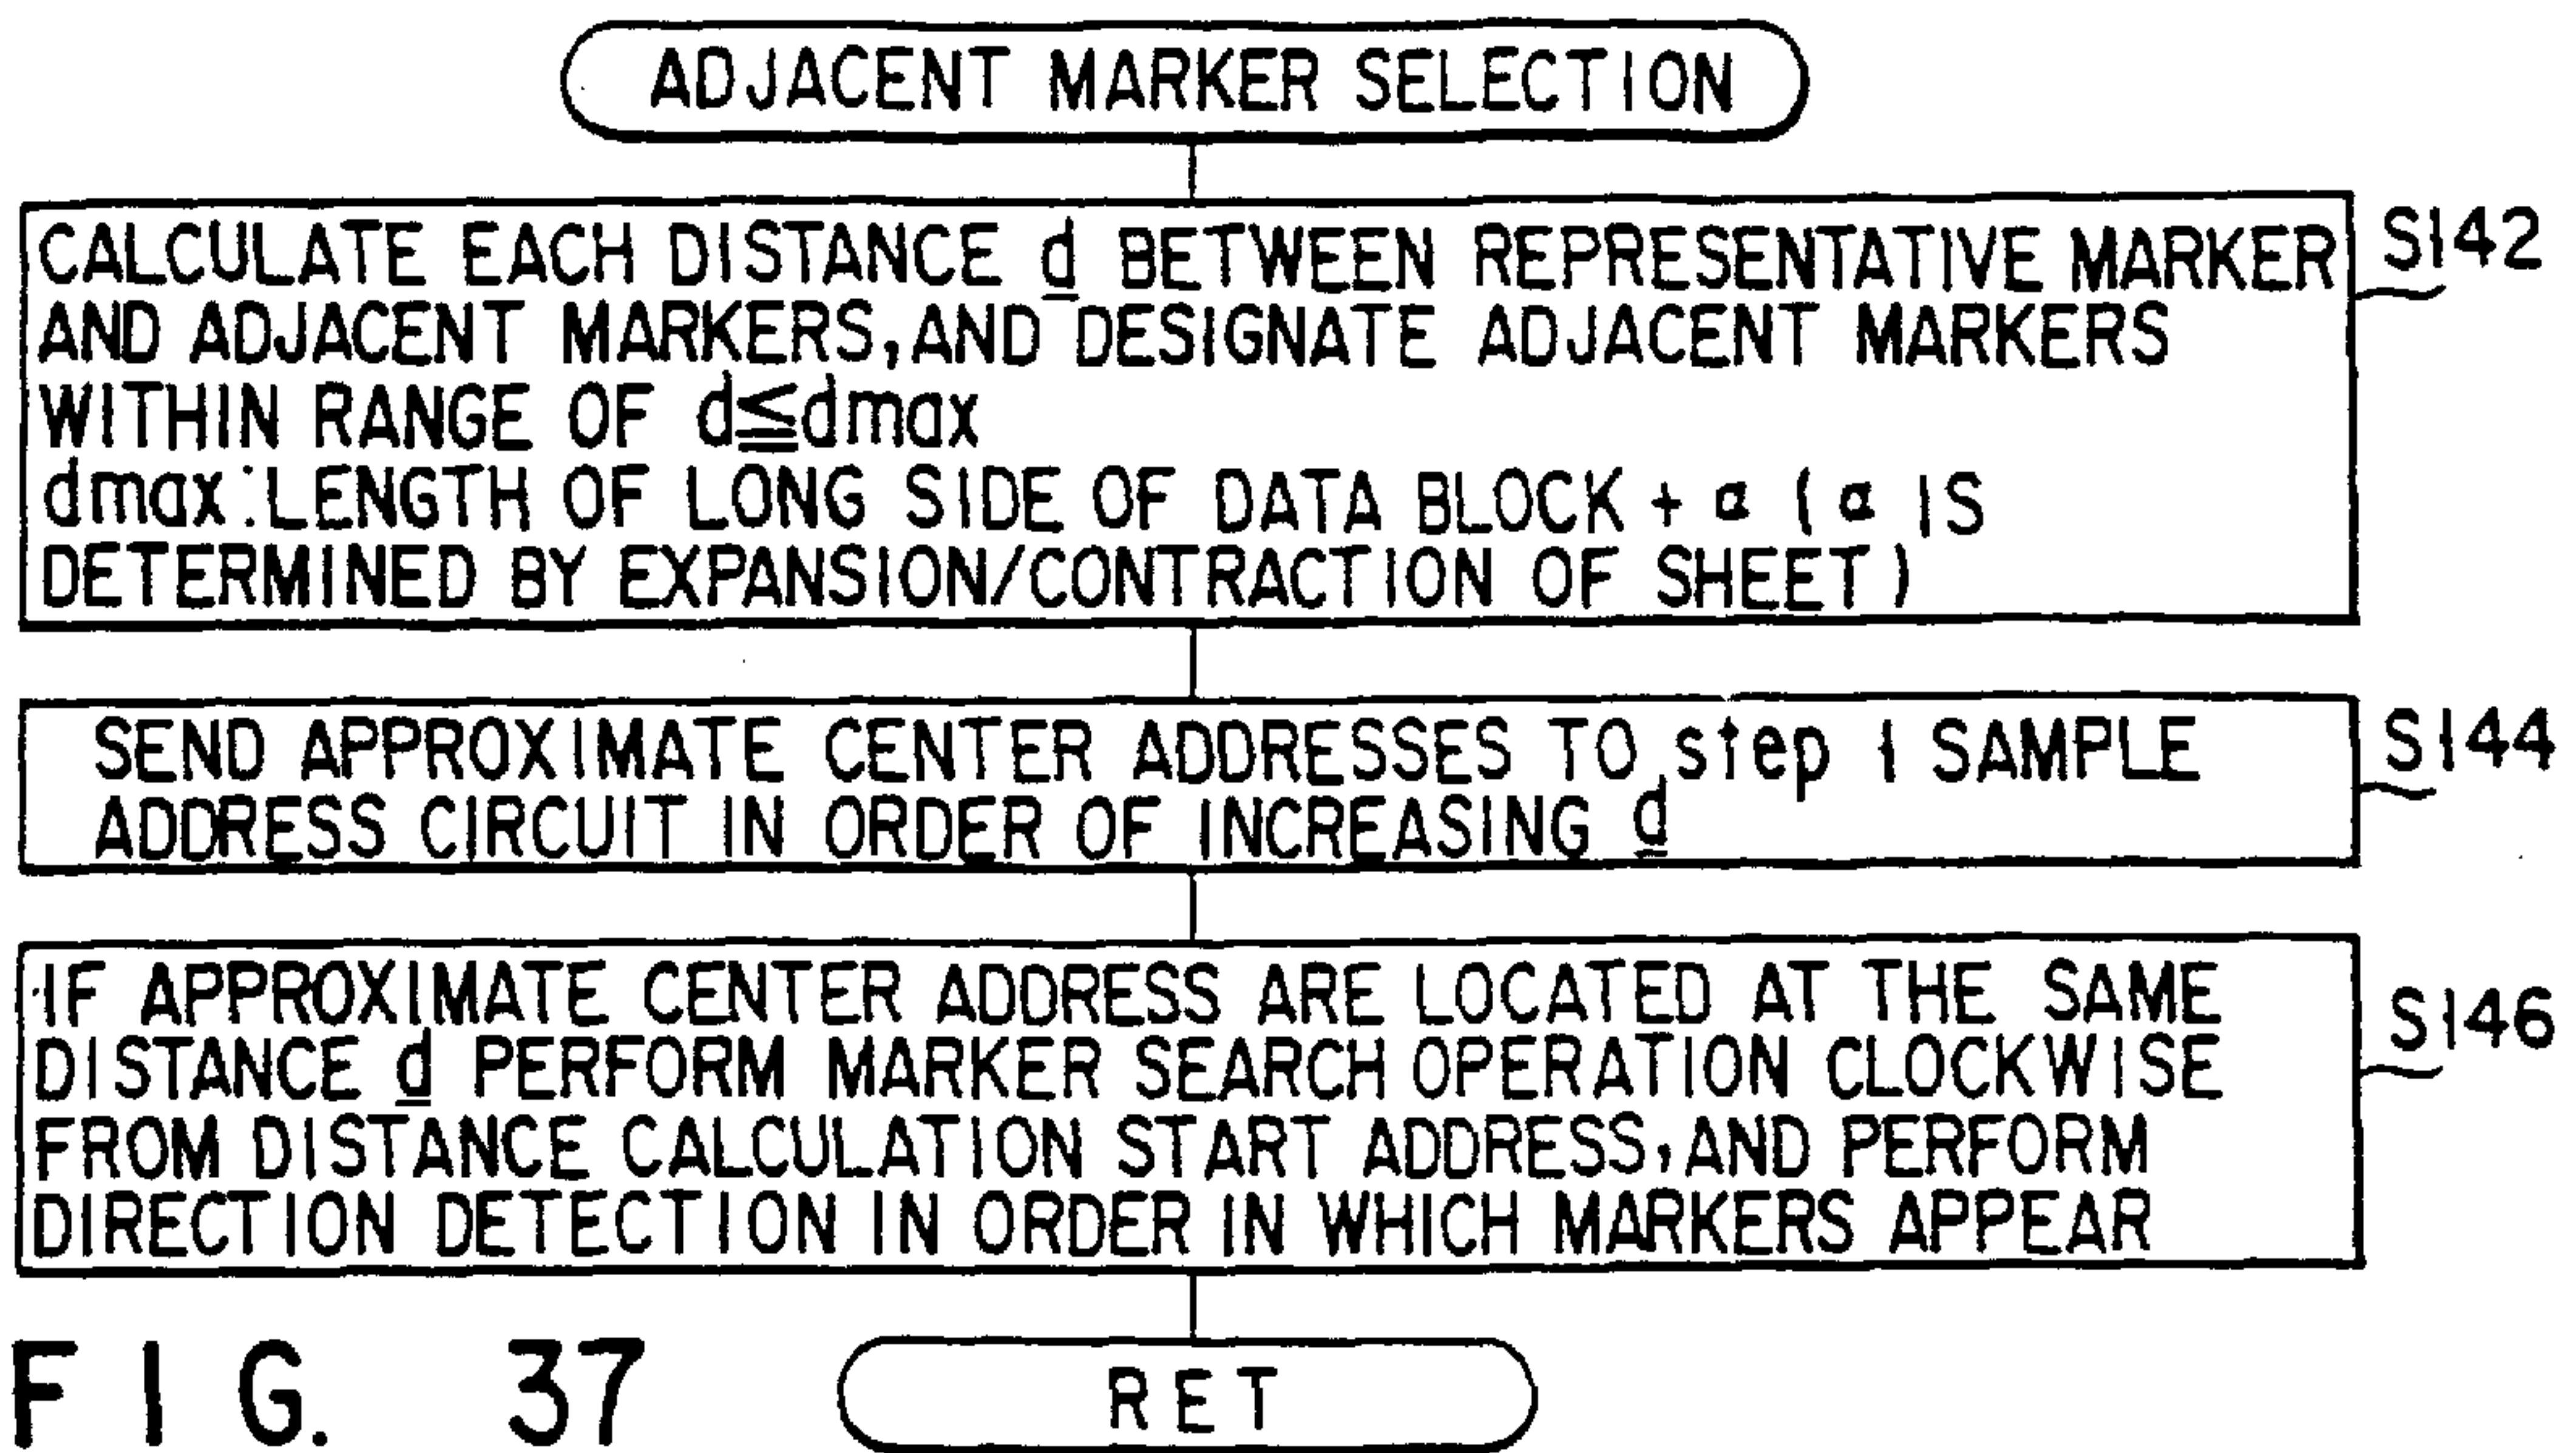 ADJACENT MARKER SELECTION
CALCULATE EACH DISTANCE d BETWEEN REPRESENTATIVE MARKER
AND ADJACENT MARKERS, AND DESIGNATE ADJACENT MARKERS
WITHIN RANGE OF d≦dmax
dmax:LENGTH OF LONG SIDE OF DATA BLOCK + α ( α IS
DETERMINED BY EXPANSION/CONTRACTION OF SHEET )
S142
SEND APPROXIMATE CENTER ADDRESSES TO step 1 SAMPLE
ADDRESS CIRCUIT IN ORDER OF INCREASING d
S144
IF APPROXIMATE CENTER ADDRESS ARE LOCATED AT THE SAME
DISTANCE d PERFORM MARKER SEARCH OPERATION CLOCKWISE
FROM DISTANCE CALCULATION START ADDRESS, AND PERFORM
DIRECTION DETECTION IN ORDER IN WHICH MARKERS APPEAR
S146
RET
FIG. 37